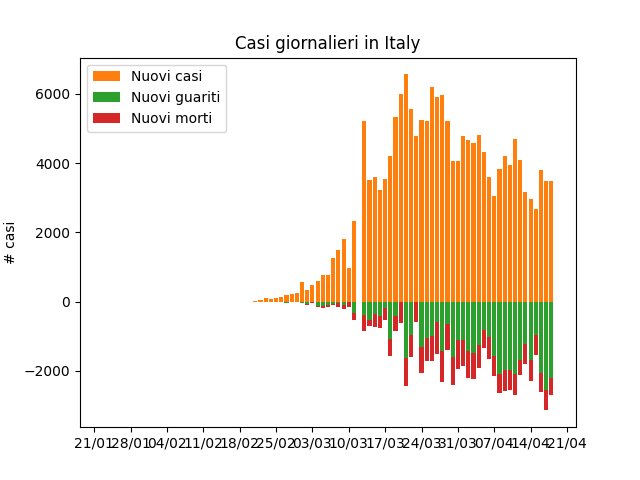 Casi giornalieri in Italy
Nuovi casi
Nuovi guariti
Nuovi morti
# casi
6000
4000
2000
0
−2000
21/01 28/01 04/02 11/02 18/02 25/02 03/03 10/03 17/03 24/03 31/03 07/04 14/04 21/04